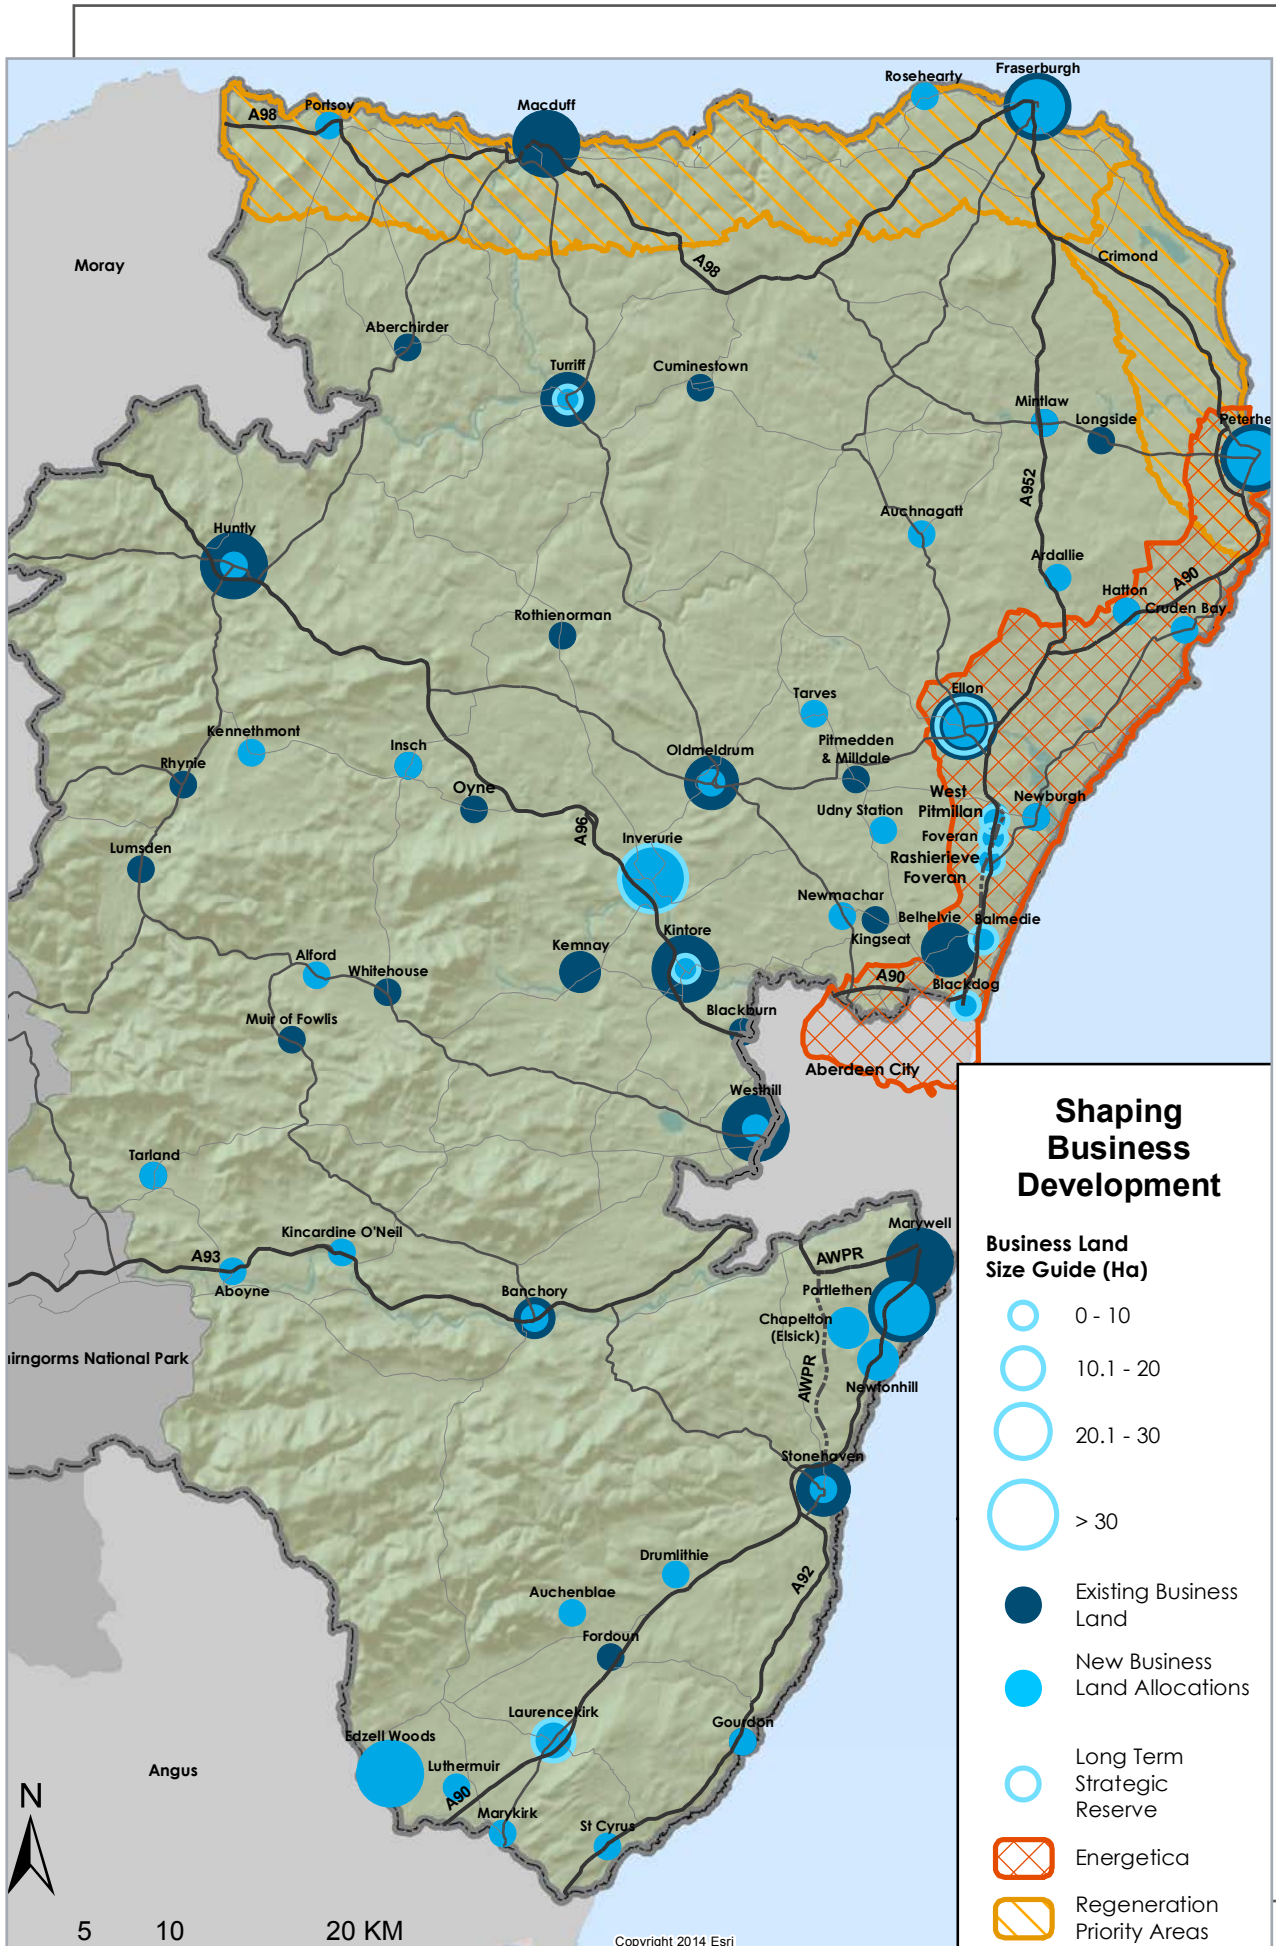 Rosehearty
Fraserburgh
Portsoy
Macduff
A98
Moray
Crimond
A98
Aberchirder
Turriff
Cuminestown
Mintlaw
Longside
Peterhe
A952
Auchnagatt
Huntly
Ardallie
A90
Hatton
Cruden Bay
Rothienorman
Ellon
Tarves
Kennethmont
Insch
Oldmeldrum
Pitmedden
& Milldale
Rhynie
Oyne
West
Pitmillan
Newburgh
Udny Station
Foveran
A96
Inverurie
Rashierieve
Foveran
Lumsden
Newmachar
Belhelvie
Balmedie
Kingseat
Kintore
Kemnay
Alford
Whitehouse
A90
Blackdog
Muir of Fowlis
Blackburn
Aberdeen City
Westhill
Tarland
Marywell
Kincardine O'Neil
A93
AWPR
Aboyne
Banchory
Portlethen
Chapelton
(Elsick)
airngorms National Park
AWPR
Newtonhill
Stonehaven
Drumlithie
A92
Auchenblae
Fordoun
Laurencekirk
Gourdon
Edzell Woods
Luthermuir
Angus
A90
Marykirk
St Cyrus
N
5 10 20 KM
Copyright 2014 Esri
Shaping
Business
Development
Business Land
Size Guide (Ha)
0 - 10
10.1 - 20
20.1 - 30
> 30
Existing Business
Land
New Business
Land Allocations
Long Term
Strategic
Reserve
Energetica
Regeneration
Priority Areas